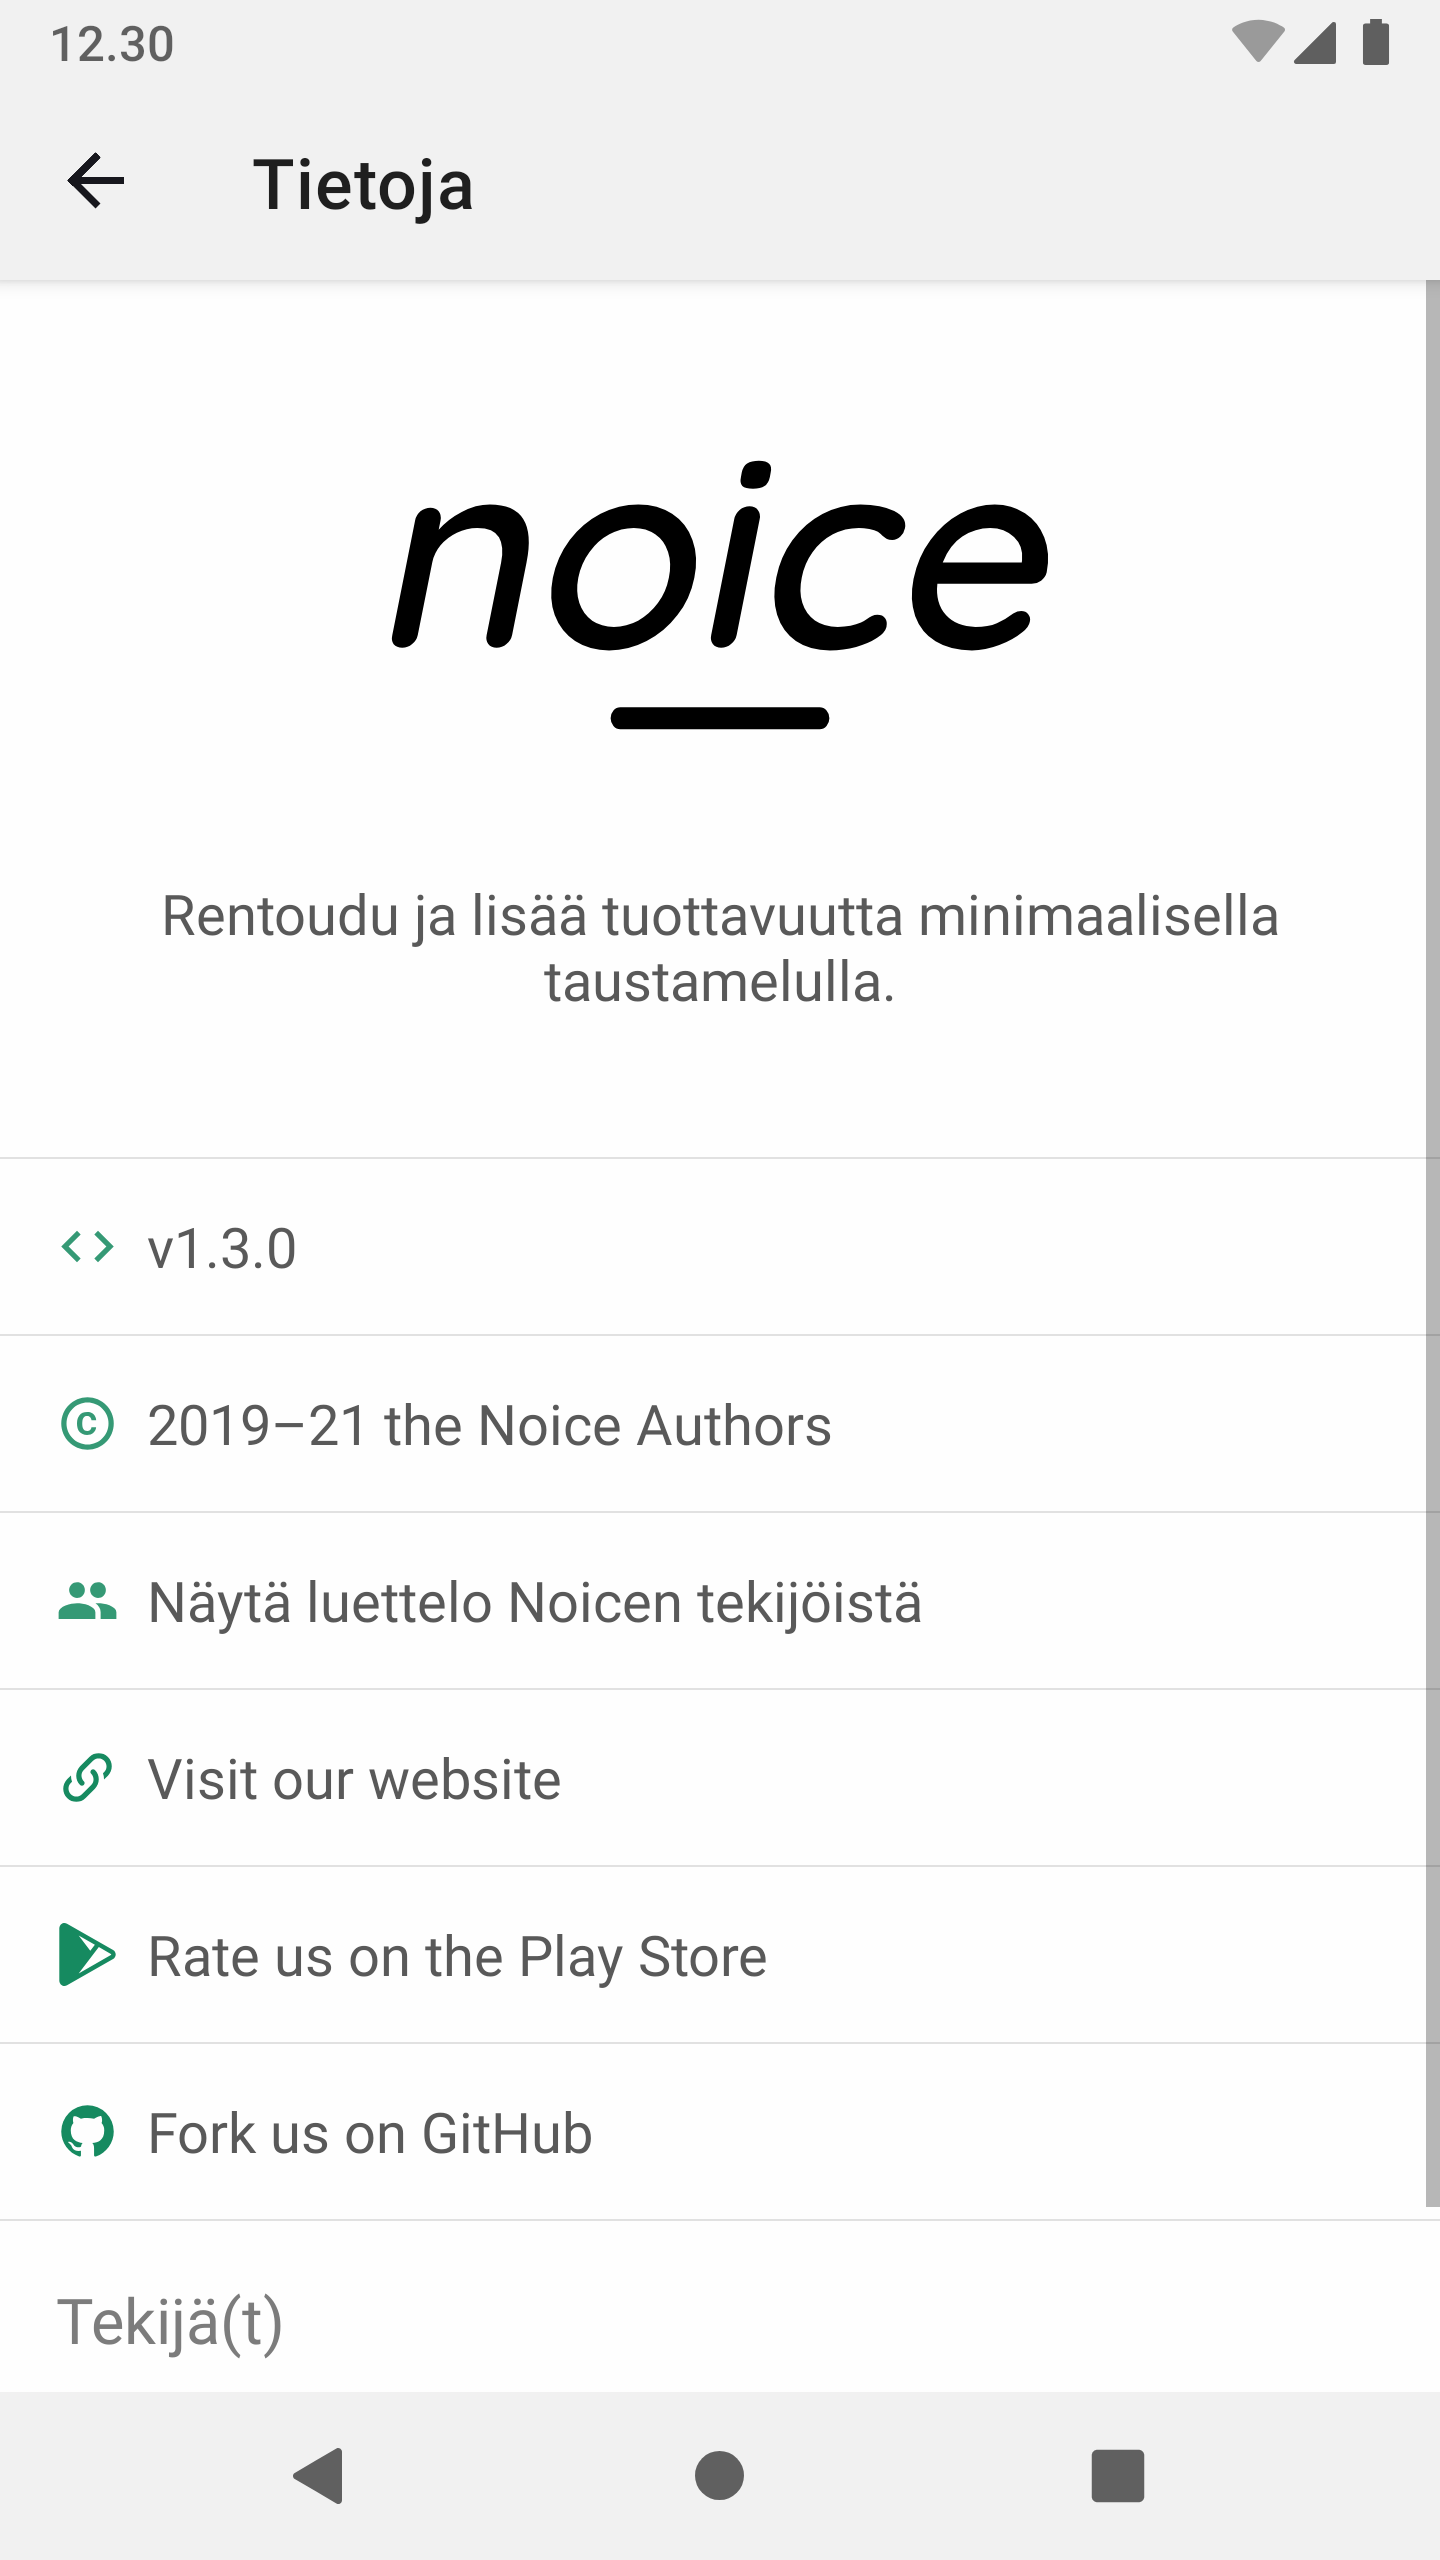 12.30
Tietoja
noice
Rentoudu ja lisää tuottavuutta minimaalisella
taustamelulla.
v1.3.0
2019–21 the Noice Authors
Näytä luettelo Noicen tekijöistä
Visit our website
Rate us on the Play Store
Fork us on GitHub
Tekijä(t)